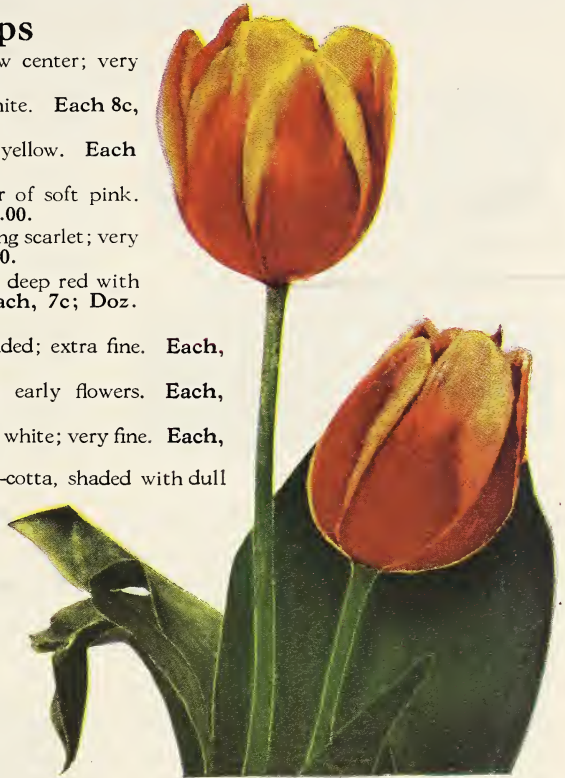 ps
w center; very
hite. Each 8c,
yellow. Each
r of soft pink.
.00.
ng scarlet; very
0.
deep red with
ach, 7c; Doz.
ded; extra fine. Each,
early flowers. Each,
white; very fine. Each,
-cotta, shaded with dull